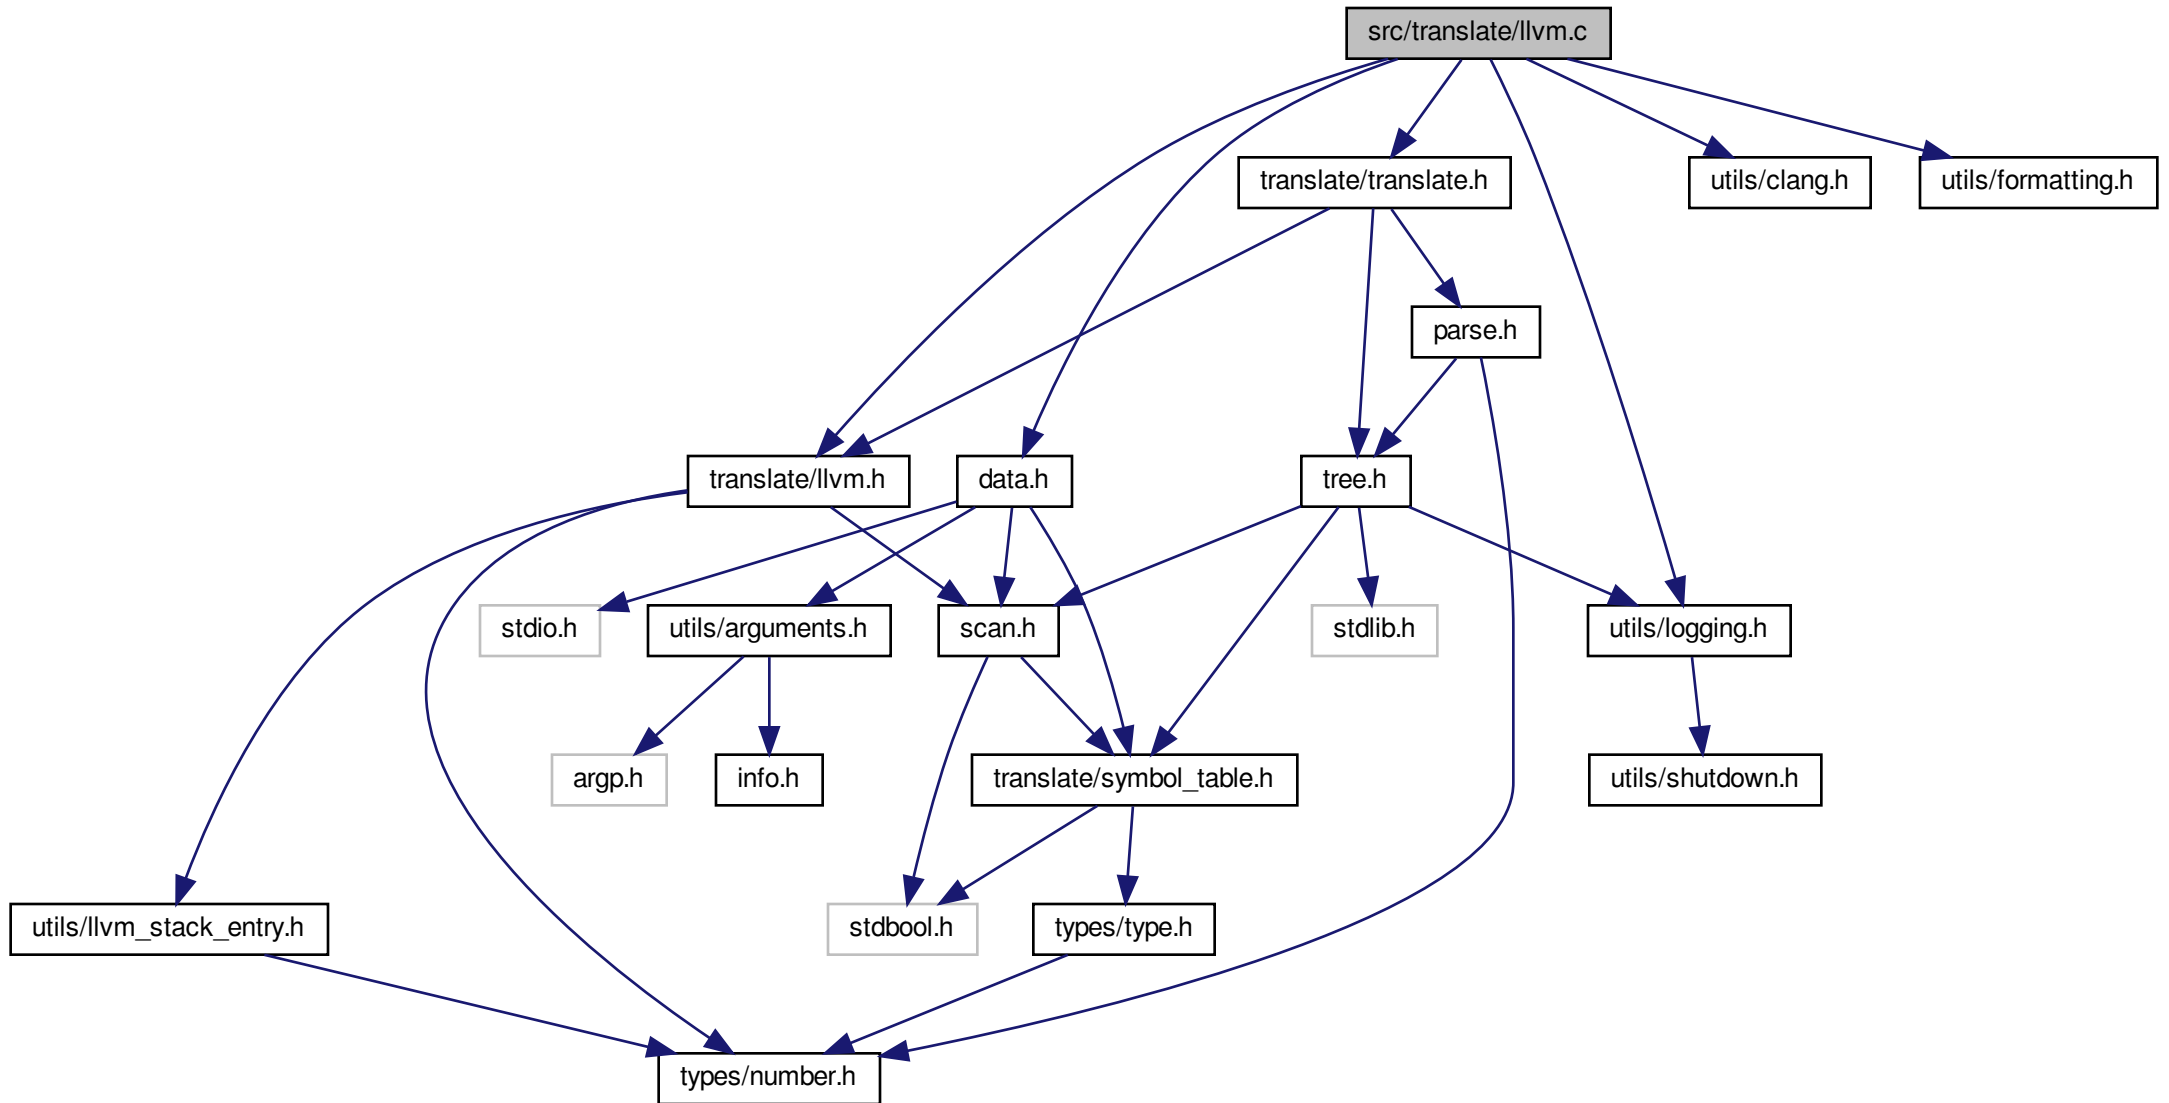 src/translate/llvm.c
translate/translate.h
utils/clang.h
utils/formatting.h
parse.h
translate/llvm.h
data.h
tree.h
stdio.h
utils/arguments.h
scan.h
stdlib.h
utils/logging.h
argp.h
info.h
translate/symbol_table.h
utils/shutdown.h
utils/llvm_stack_entry.h
stdbool.h
types/type.h
types/number.h